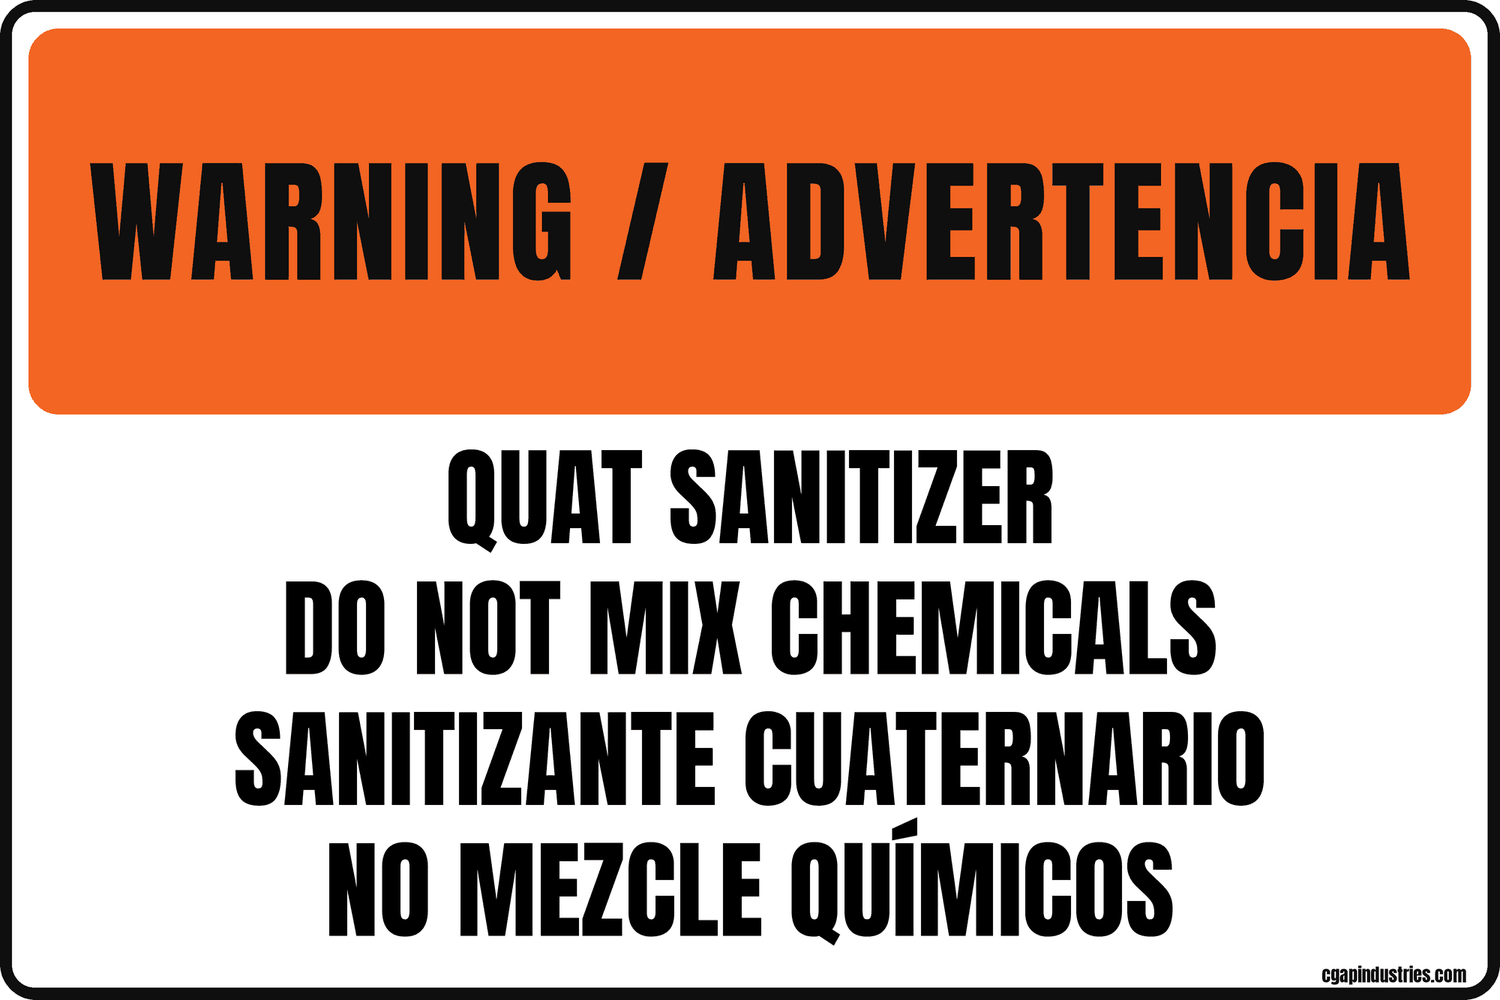 WARNING / ADVERTENCIA
QUAT SANITIZER
DO NOT MIX CHEMICALS
SANITIZANTE CUATERNARIO
NO MEZCLE QUÍMICOS
cgapindustries.com